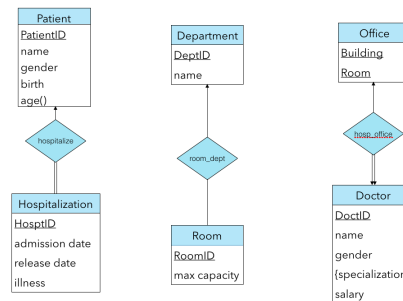 Patient
PatientID
name
gender
birth
age()
hospitalize
Hospitalization
HosptID
admission date
release date
illness
Department
DeptID
name
room_dept
Room
RoomID
max capacity
Office
Building
Room
hosp_office
Doctor
DoctID
name
gender
{specialization
salary